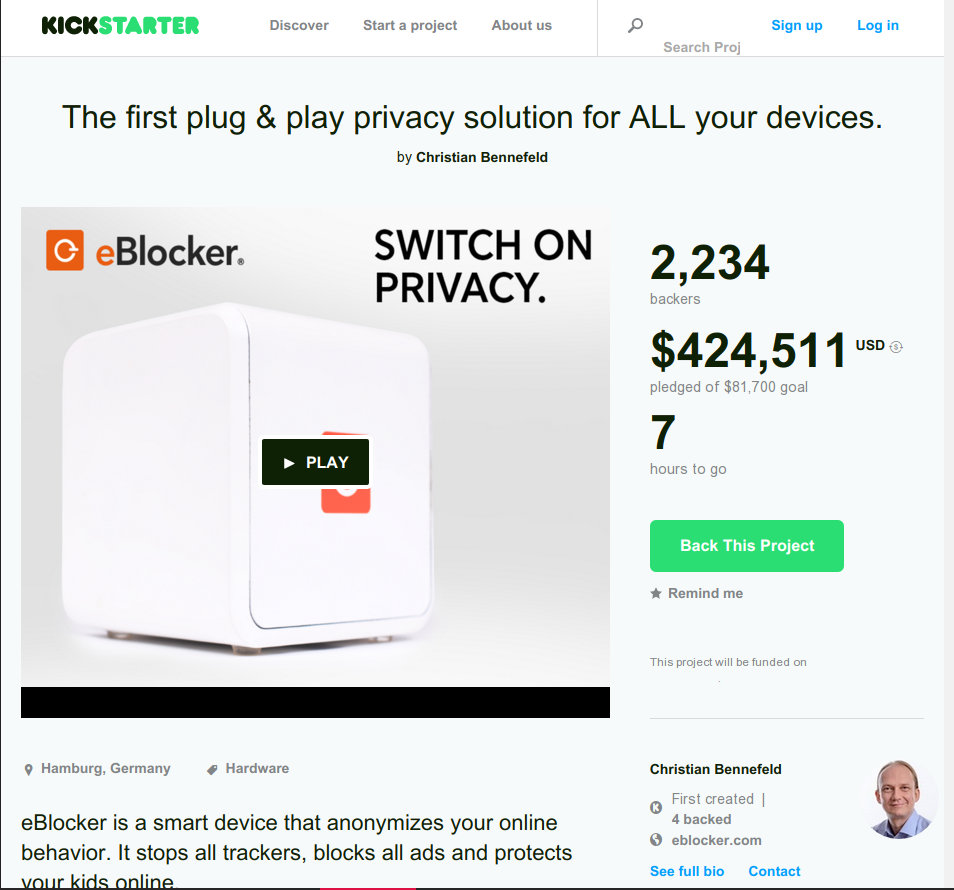 KICKSTARTER
Discover
Start a project
About us
Search Proj
Sign up
Log in
The first plug & play privacy solution for ALL your devices.
by Christian Bennefeld
eBlocker®
SWITCH ON
PRIVACY.
PLAY
2,234
backers
$424,511 USD
pledged of $81,700 goal
7
hours to go
Back This Project
Remind me
This project will be funded on
Hamburg, Germany
Hardware
eBlocker is a smart device that anonymizes your online
behavior. It stops all trackers, blocks all ads and protects
your kids online.
Christian Bennefeld
First created |
4 backed
eblocker.com
See full bio
Contact